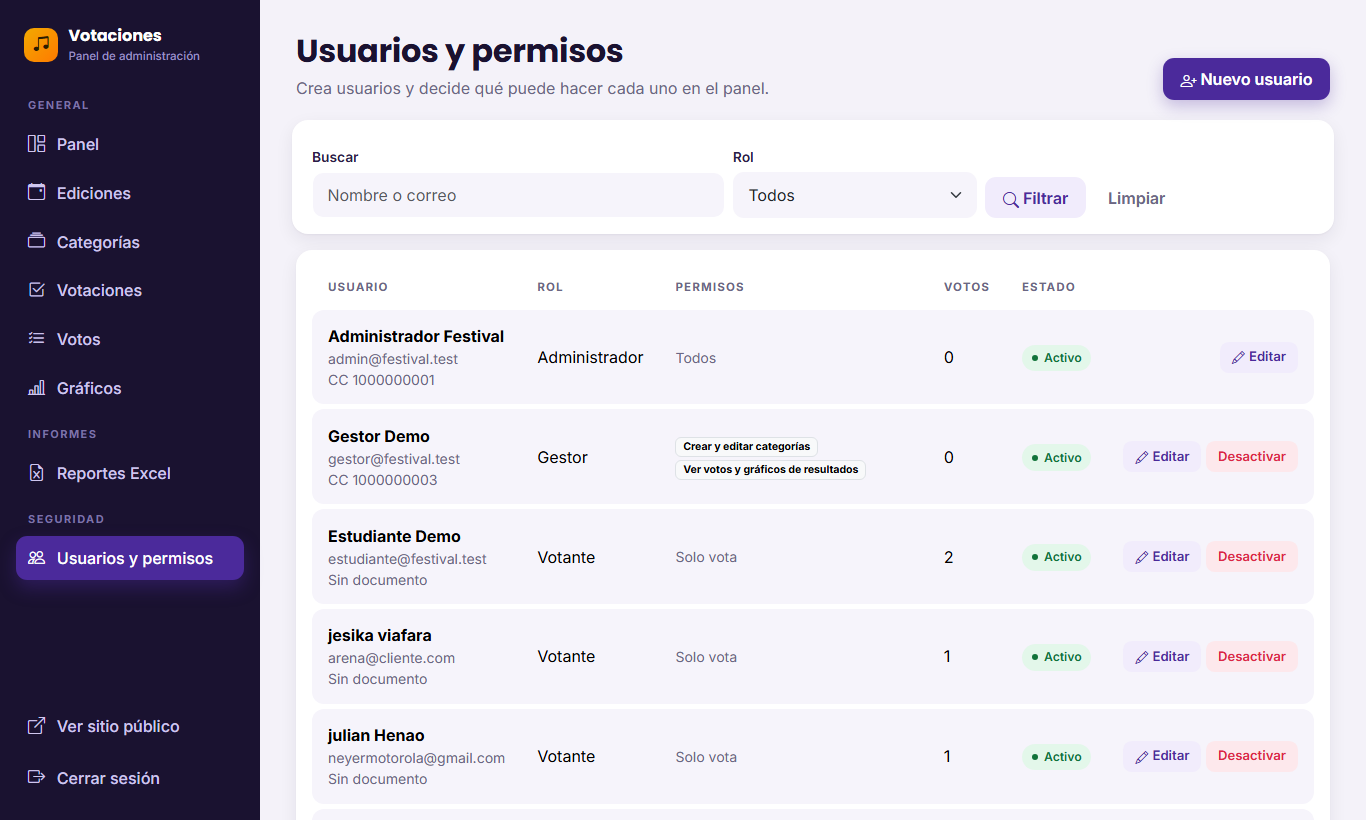 Votaciones
Panel de administración
GENERAL
Panel
Ediciones
Categorías
Votaciones
Votos
Gráficos
INFORMES
Reportes Excel
SEGURIDAD
Usuarios y permisos
Ver sitio público
Cerrar sesión
Usuarios y permisos
Crea usuarios y decide qué puede hacer cada uno en el panel.
Nuevo usuario
Buscar
Rol
Nombre o correo
Todos
Filtrar
Limpiar
USUARIO ROL PERMISOS VOTOS ESTADO
Administrador Festival
admin@festival.test
CC 1000000001
Administrador
Todos
0
Activo
Editar
Gestor Demo
gestor@festival.test
CC 1000000003
Gestor
Crear y editar categorías
Ver votos y gráficos de resultados
0
Activo
Editar
Desactivar
Estudiante Demo
estudiante@festival.test
Sin documento
Votante
Solo vota
2
Activo
Editar
Desactivar
jesika viafara
arena@cliente.com
Sin documento
Votante
Solo vota
1
Activo
Editar
Desactivar
julian Henao
neyermotorola@gmail.com
Sin documento
Votante
Solo vota
1
Activo
Editar
Desactivar